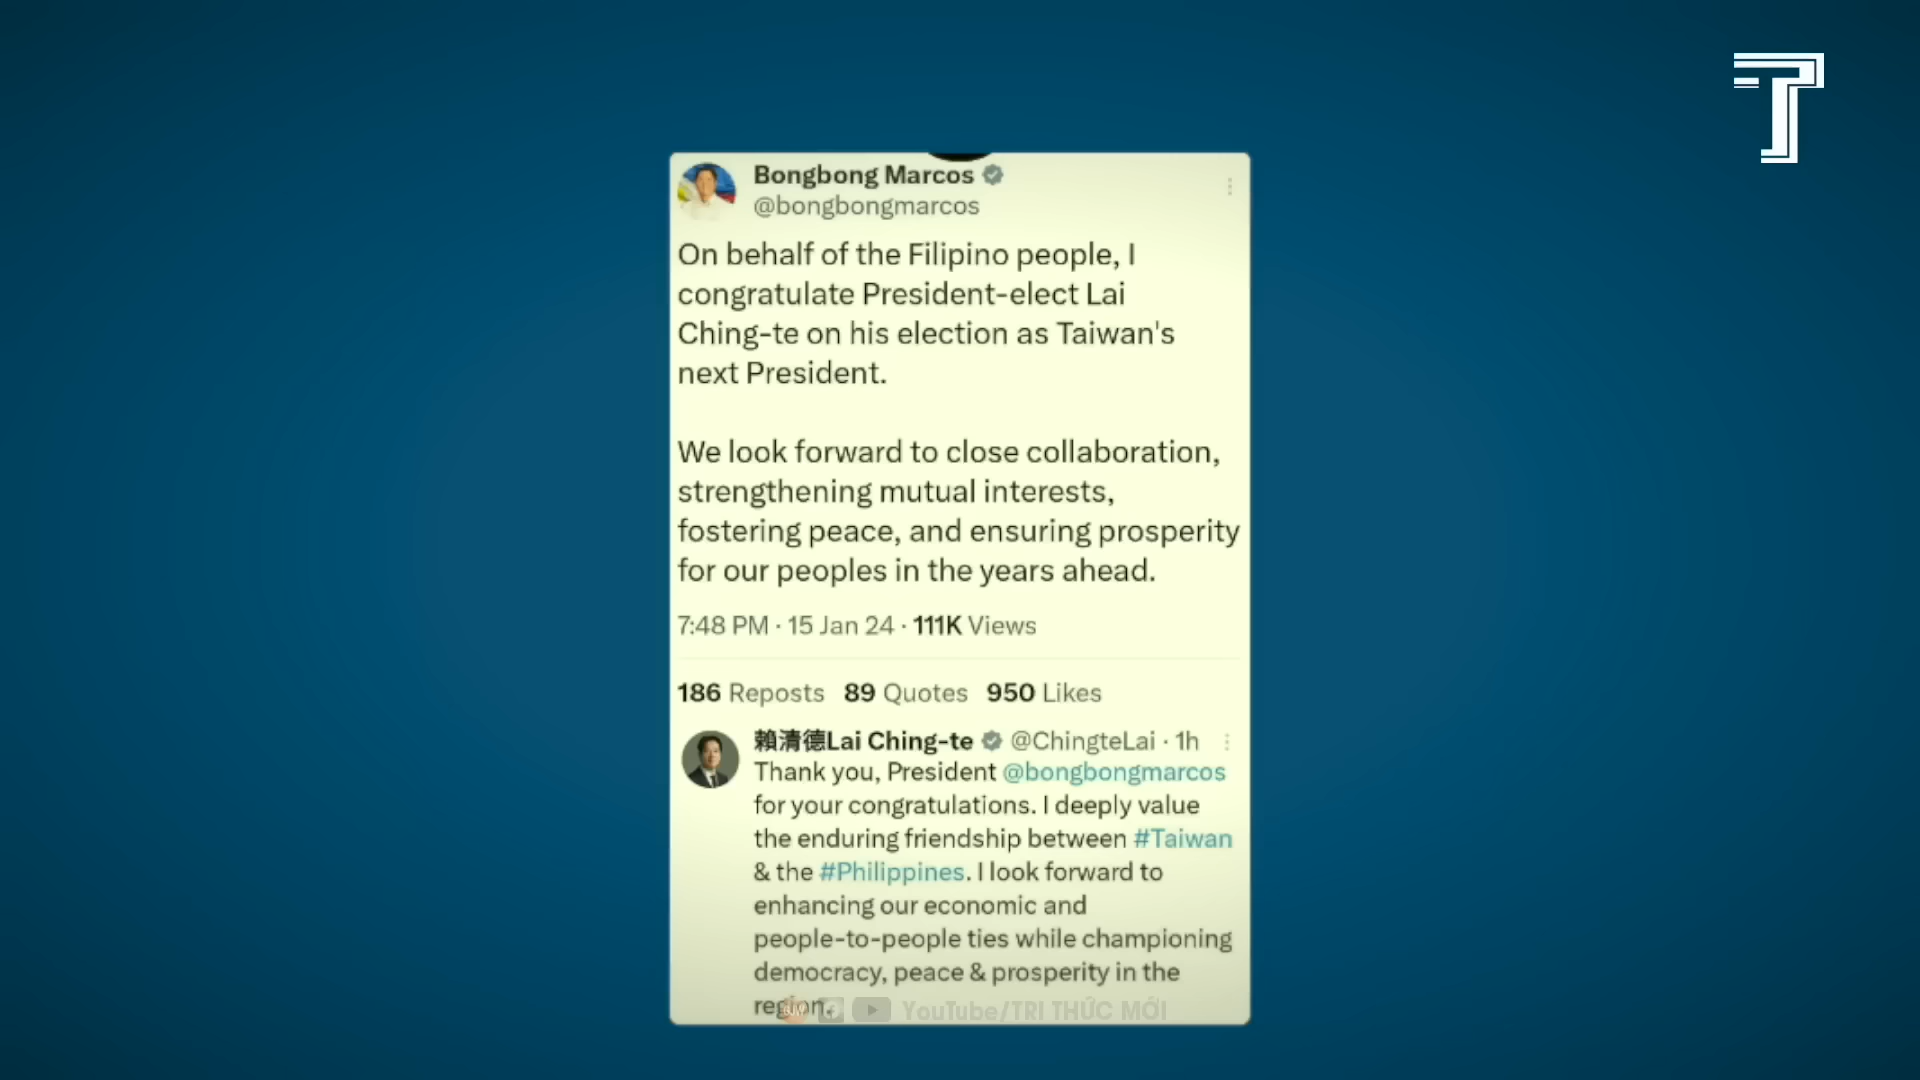 Bongbong Marcos
@bongbongmarcos
On behalf of the Filipino people, I
congratulate President-elect Lai
Ching-te on his election as Taiwan's
next President.
We look forward to close collaboration,
strengthening mutual interests,
fostering peace, and ensuring prosperity
for our peoples in the years ahead.
7:48 PM · 15 Jan 24 · 111K Views
186 Reposts 89 Quotes 950 Likes
賴清德Lai Ching-te @ChingteLai · 1h
Thank you, President @bongbongmarcos
for your congratulations. I deeply value
the enduring friendship between #Taiwan
& the #Philippines. I look forward to
enhancing our economic and
people-to-people ties while championing
democracy, peace & prosperity in the
region.
YouTube/TRI THỨC MỚI